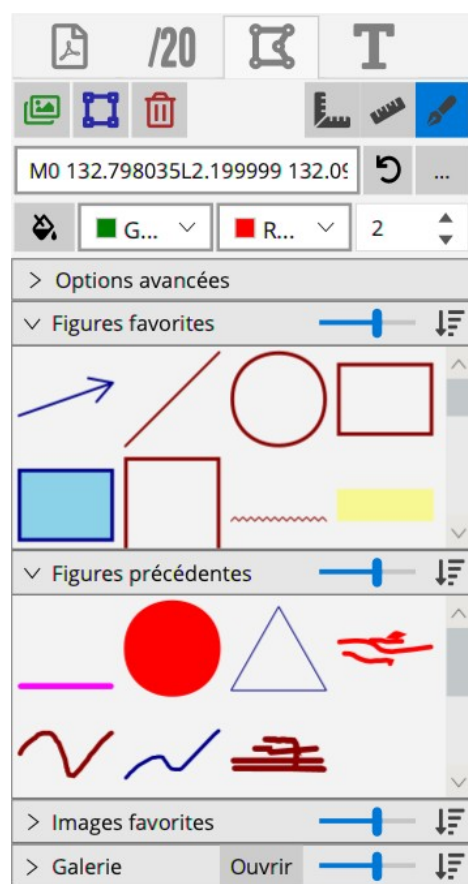 /20 T
M0 132.798035L2.199999 132.09 ...
G... R... 2
Options avancées
Figures favorites
Figures précédentes
Images favorites
Galerie Ouvrir